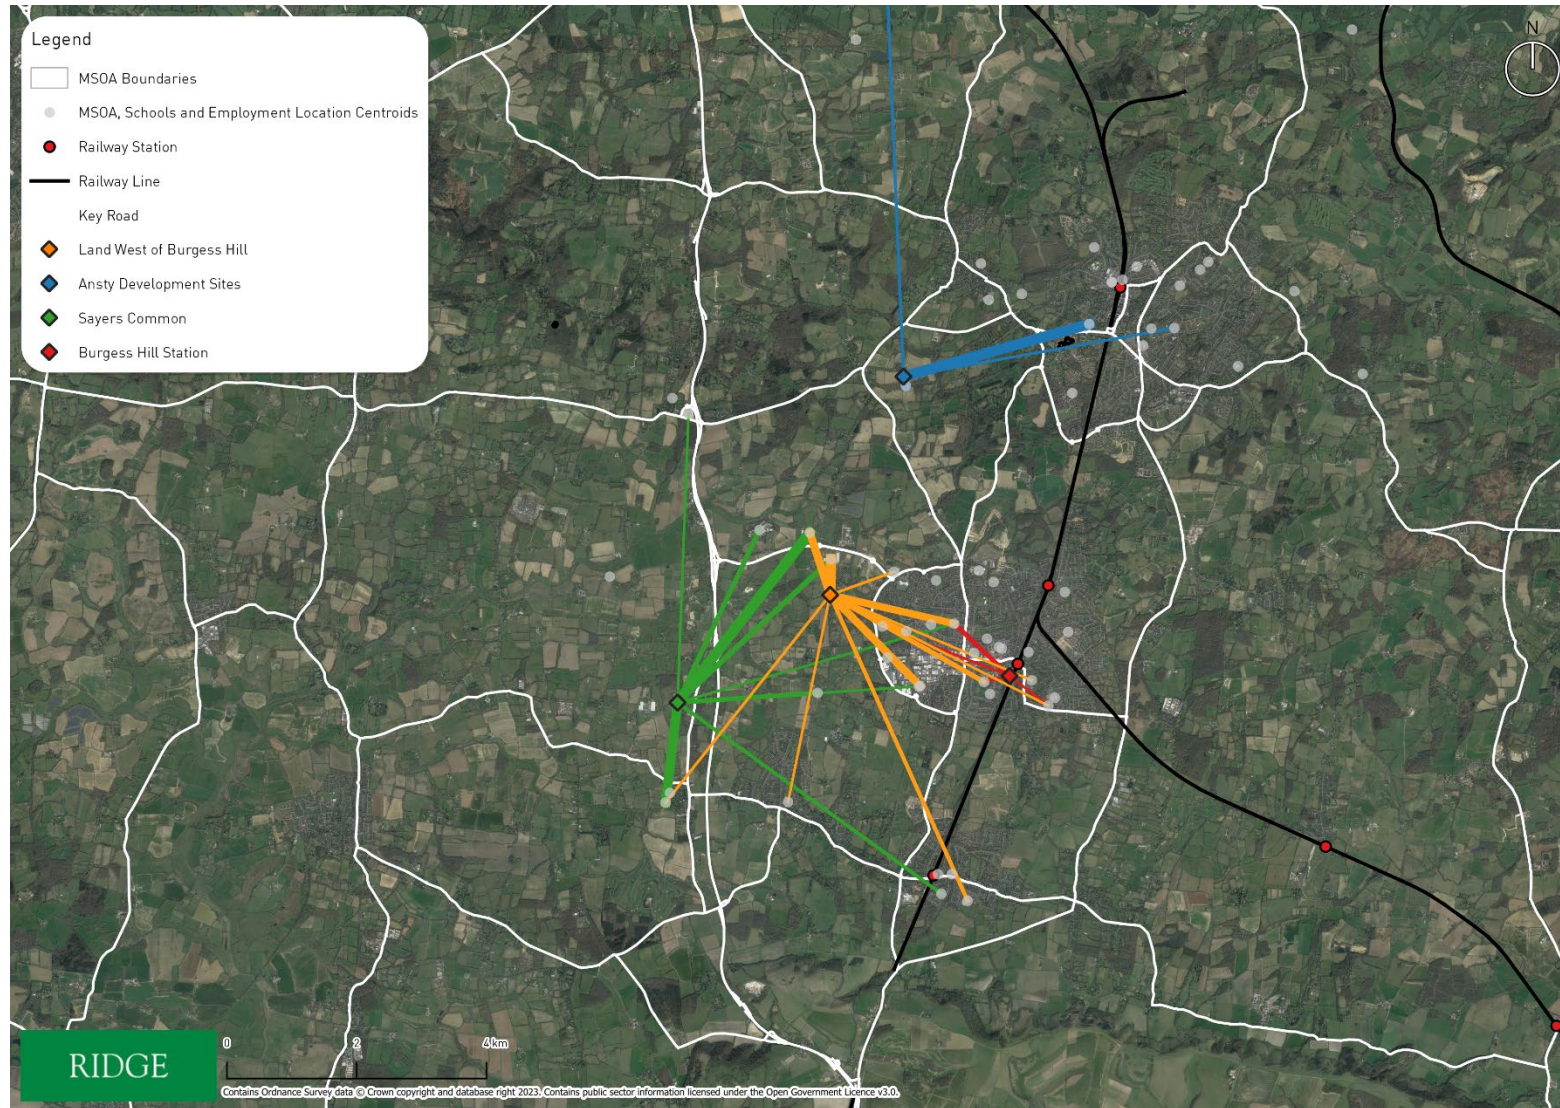 Legend
MSOA Boundaries
MSOA, Schools and Employment Location Centroids
Railway Station
Railway Line
Key Road
Land West of Burgess Hill
Ansty Development Sites
Sayers Common
Burgess Hill Station
N
RIDGE
0 2 4 km
Contains Ordnance Survey data © Crown copyright and database right 2023. Contains public sector information licensed under the Open Government Licence v3.0.